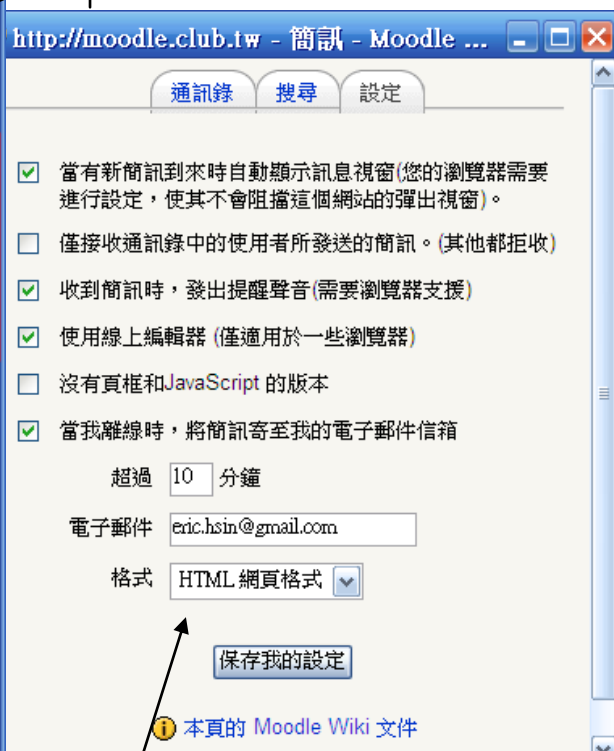 http://moodle.club.tw - 簡訊 - Moodle ...
通訊錄 搜尋 設定
當有新簡訊到來時自動顯示訊息視窗(您的瀏覽器需要
進行設定，使其不會阻擋這個網站的彈出視窗)。
僅接收通訊錄中的使用者所發送的簡訊。(其他都拒收)
收到簡訊時，發出提醒聲音(需要瀏覽器支援)
使用線上編輯器 (僅適用於一些瀏覽器)
沒有頁框和JavaScript 的版本
當我離線時，將簡訊寄至我的電子郵件信箱
超過 10 分鐘
電子郵件 eric.hsin@gmail.com
格式 HTML 網頁格式
保存我的設定
本頁的 Moodle Wiki 文件